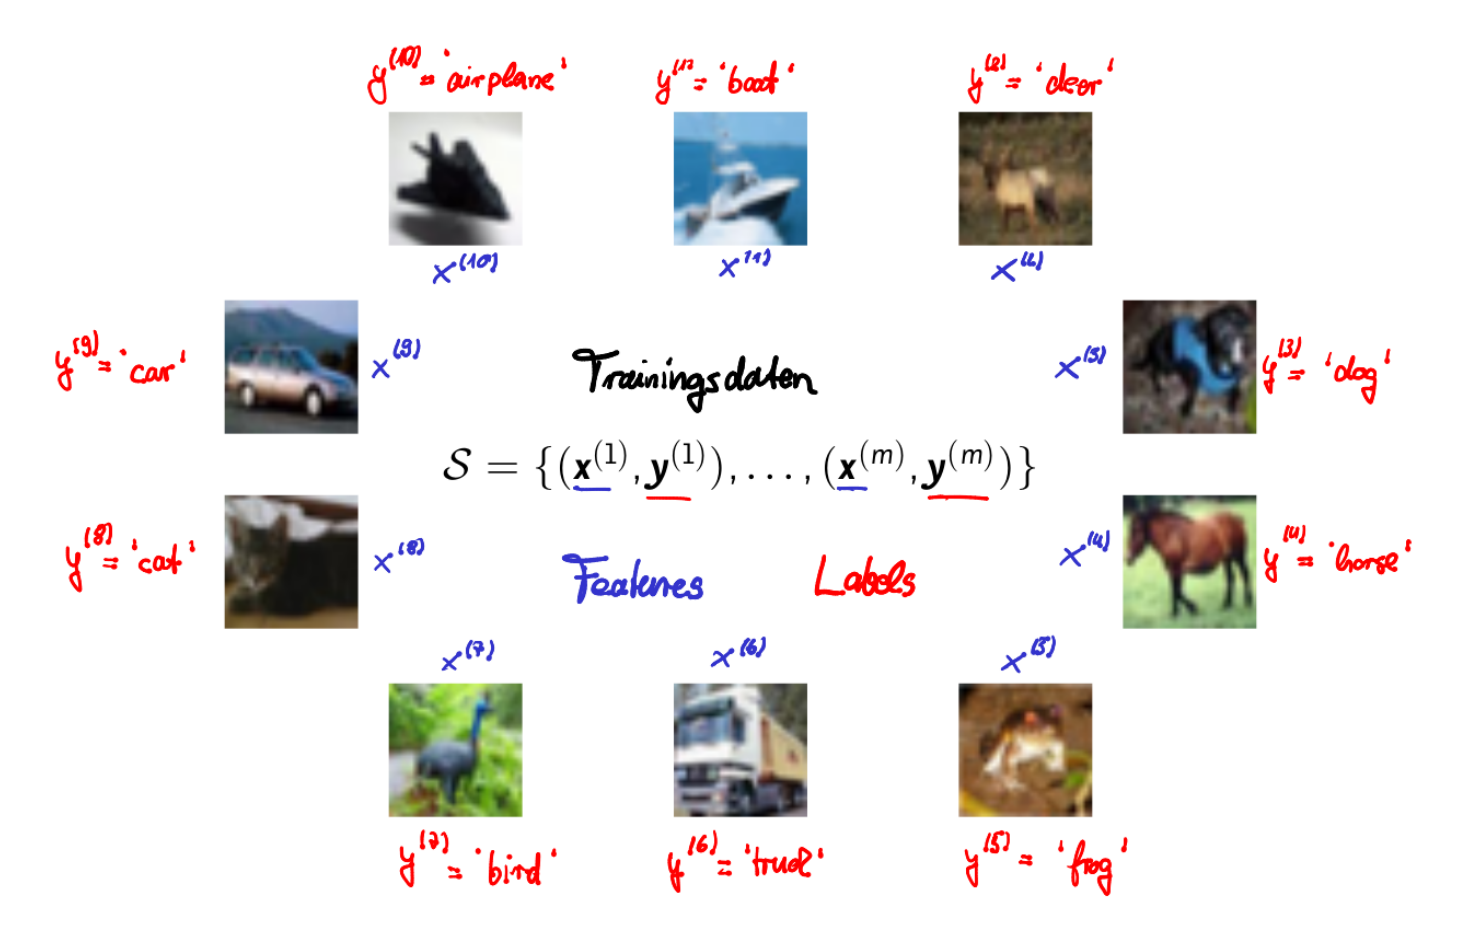 y^(10) = 'airplane'
y^(1) = 'boat'
y^(2) = 'deer'
x^(10)
x^(11)
x^(2)
y^(9) = 'car'
x^(9)
Trainingsdaten
x^(3)
y^(3) = 'dog'
S = {(x^(1), y^(1)), ..., (x^(m), y^(m))}
y^(8) = 'cat'
x^(8)
Features
Labels
x^(4)
y^(4) = 'horse'
x^(7)
x^(6)
x^(5)
y^(7) = 'bird'
y^(6) = 'truck'
y^(5) = 'frog'